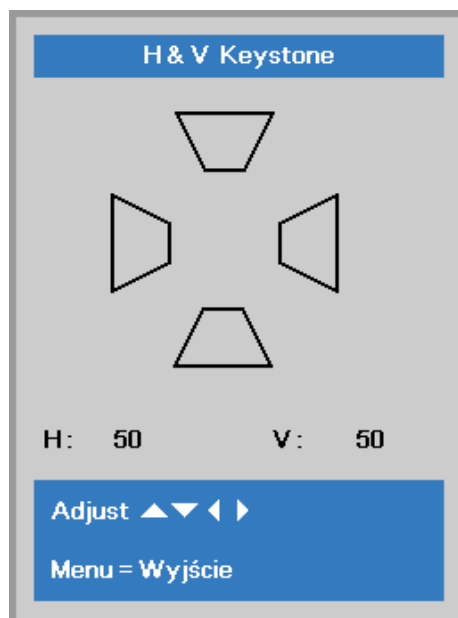 H & V Keystone
H: 50 V: 50
Adjust ▲▼◀▶
Menu = Wyjście